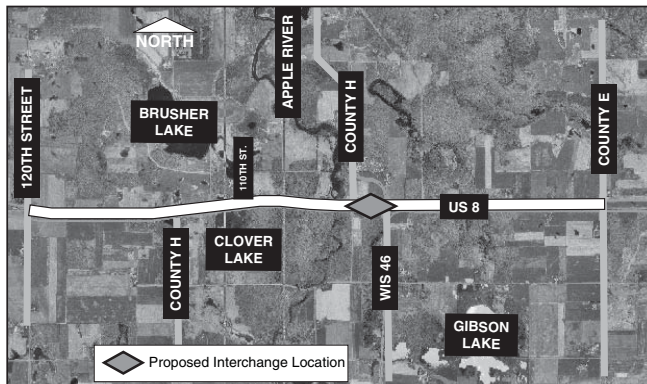 NORTH
APPLE RIVER
COUNTY H
COUNTY E
120TH STREET
BRUSHER
LAKE
110TH ST.
US 8
COUNTY H
CLOVER
LAKE
WIS 46
GIBSON
LAKE
Proposed Interchange Location